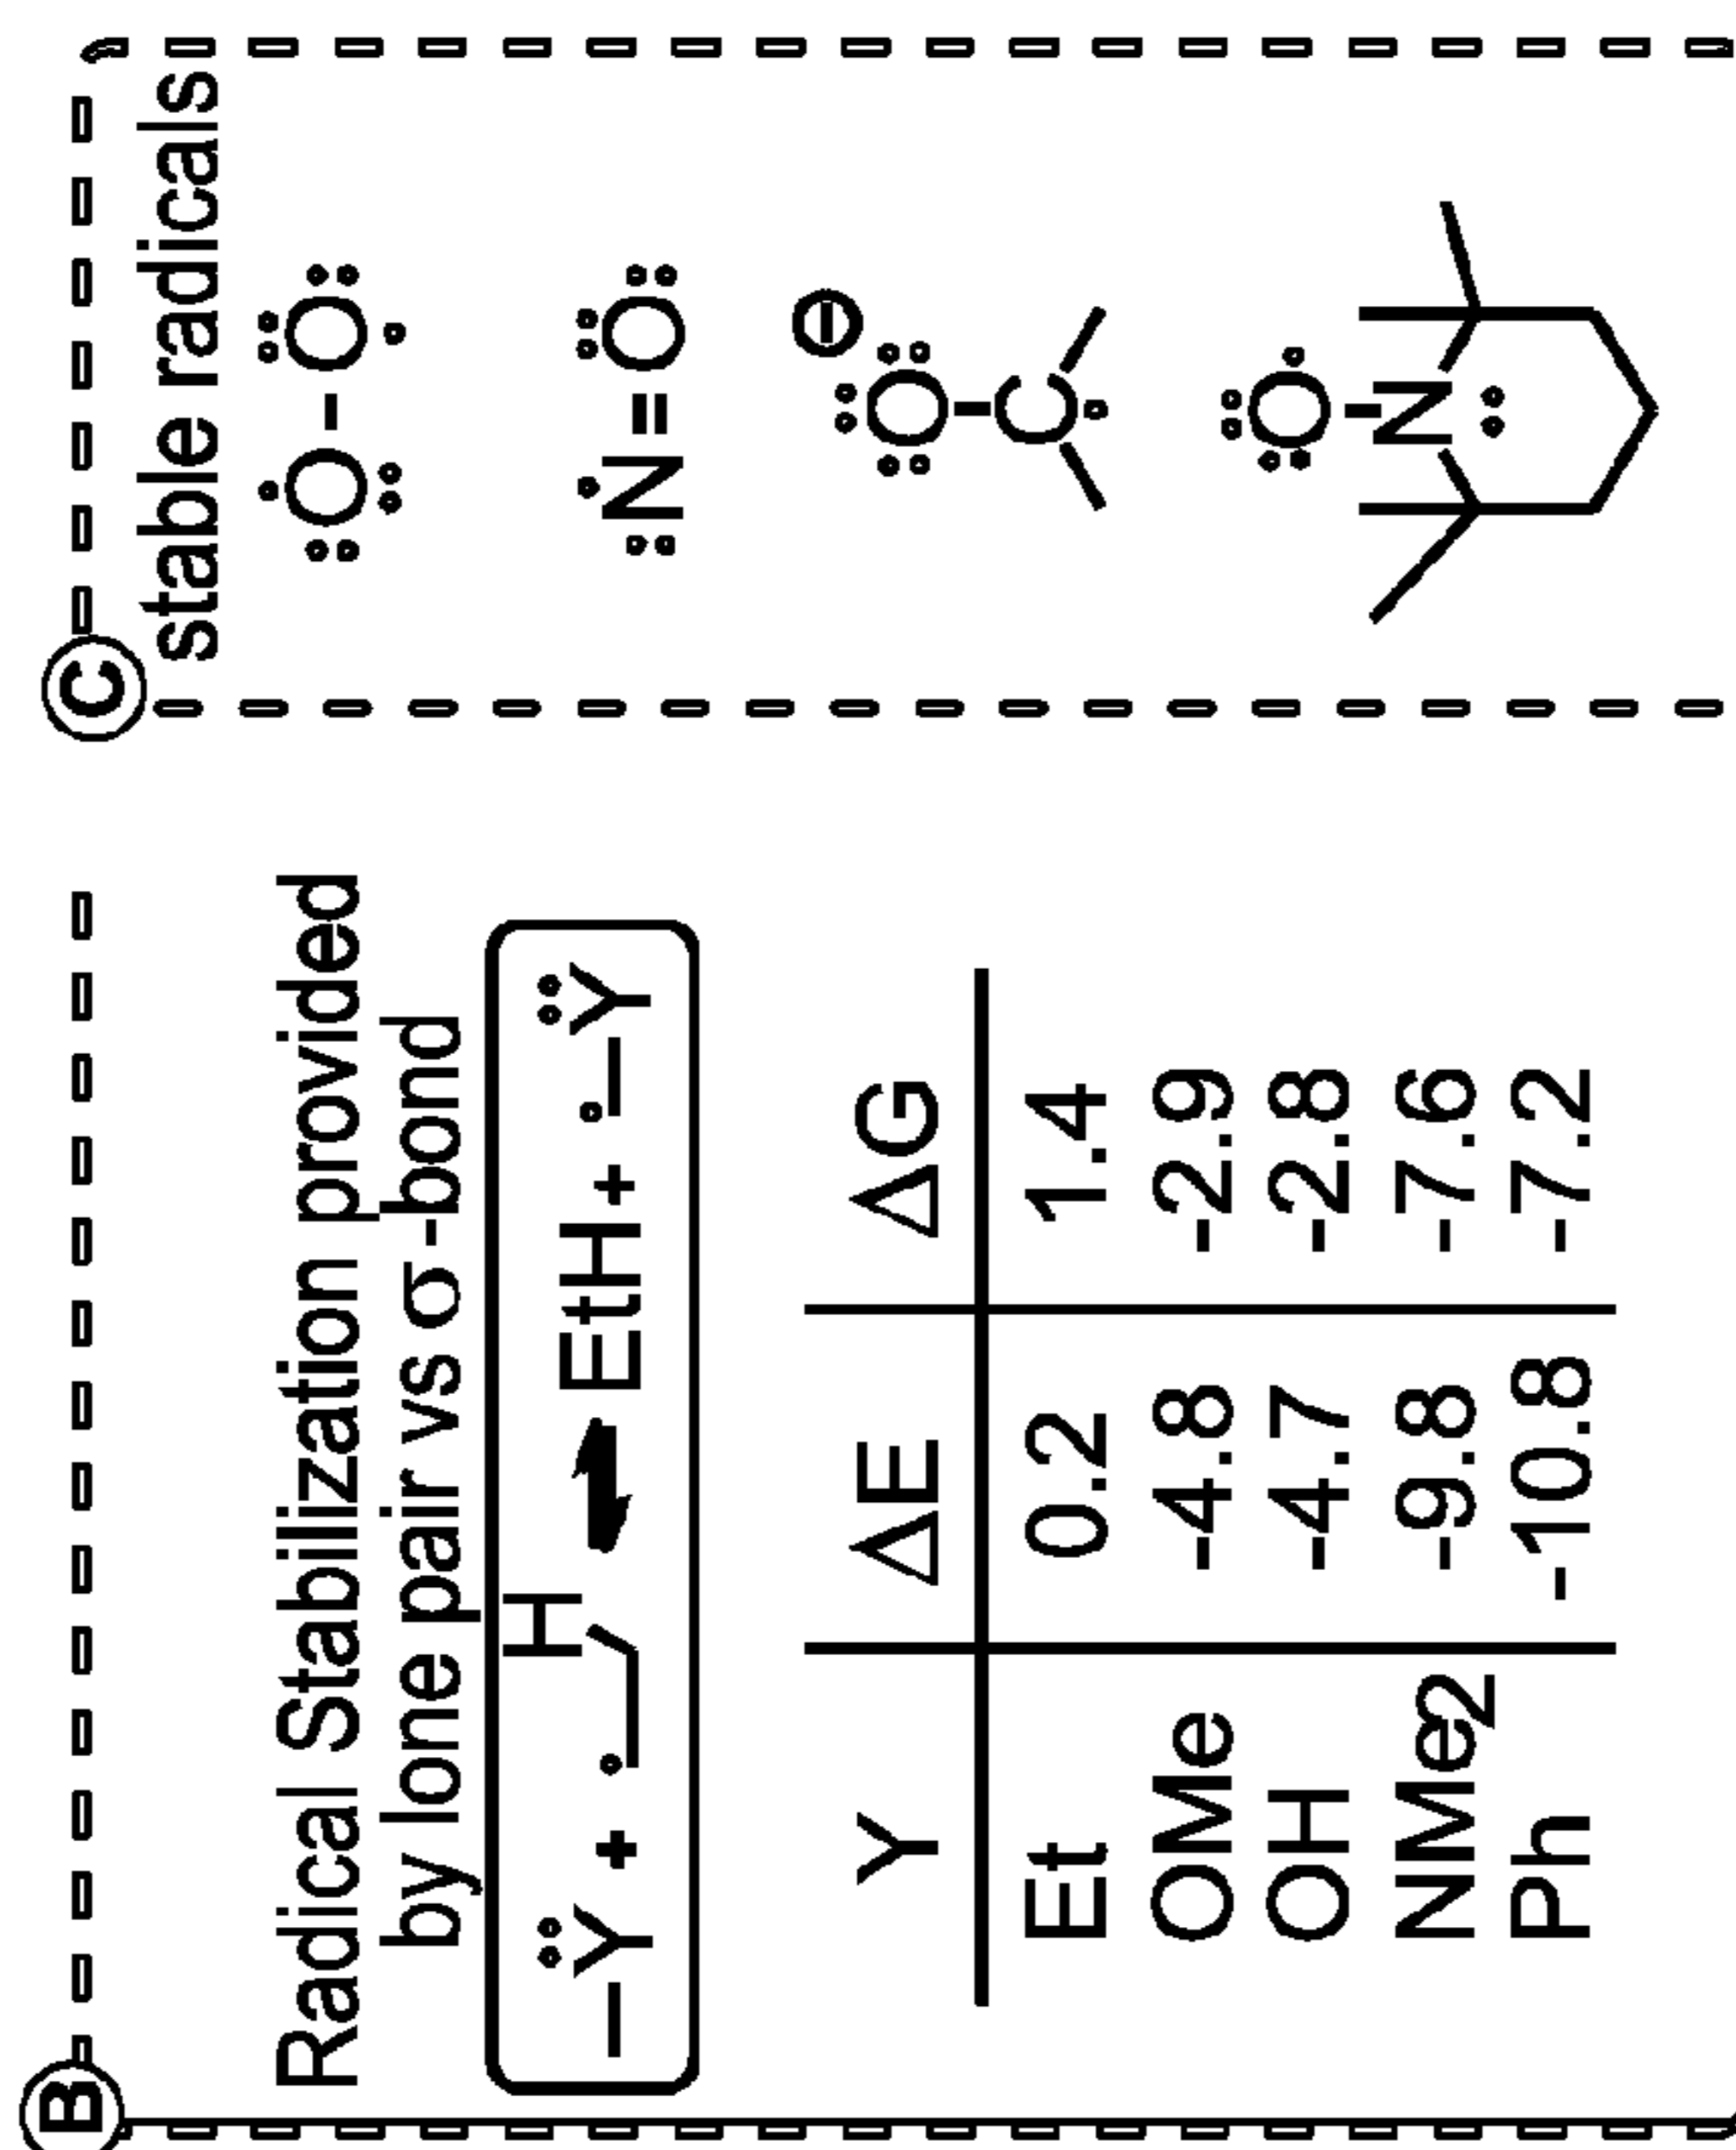 B
Radical Stabilization provided
by lone pair vs σ-bond
–Ÿ + • H ⇌ EtH + •–Ÿ
Y ΔE ΔG
Et 0.2 1.4
OMe -4.8 -2.9
OH -4.7 -2.8
NMe2 -9.8 -7.6
Ph -10.8 -7.2
C
stable radicals
O–O
N=O
O ⊖
C
O
N